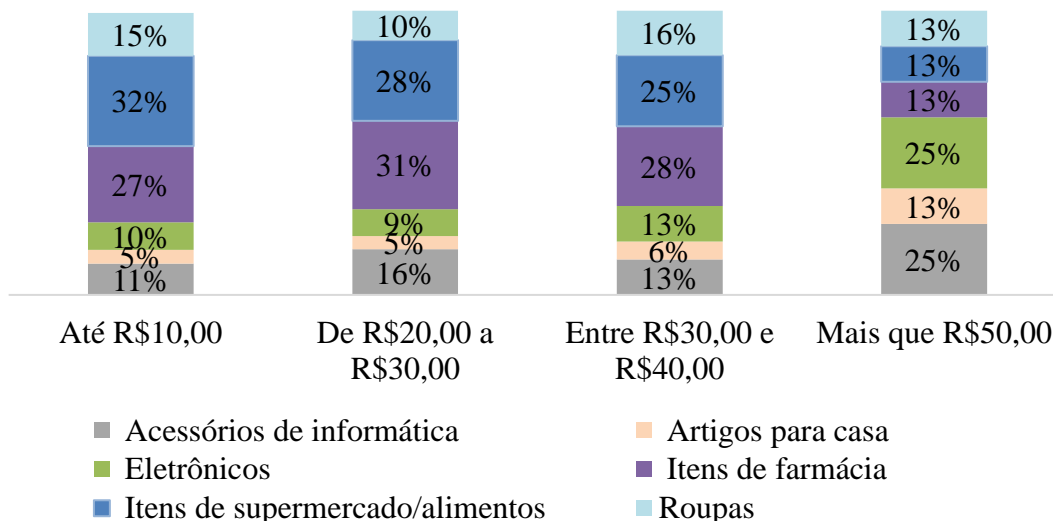 15% 10% 16% 13%
32% 28% 25% 13%
27% 31% 28% 13%
10% 9% 13% 25%
5% 5% 6% 13%
11% 16% 13% 25%
Até R$10,00 De R$20,00 a Entre R$30,00 e Mais que R$50,00
R$30,00 R$40,00
Acessórios de informática Artigos para casa
Eletrônicos Itens de farmácia
Itens de supermercado/alimentos Roupas